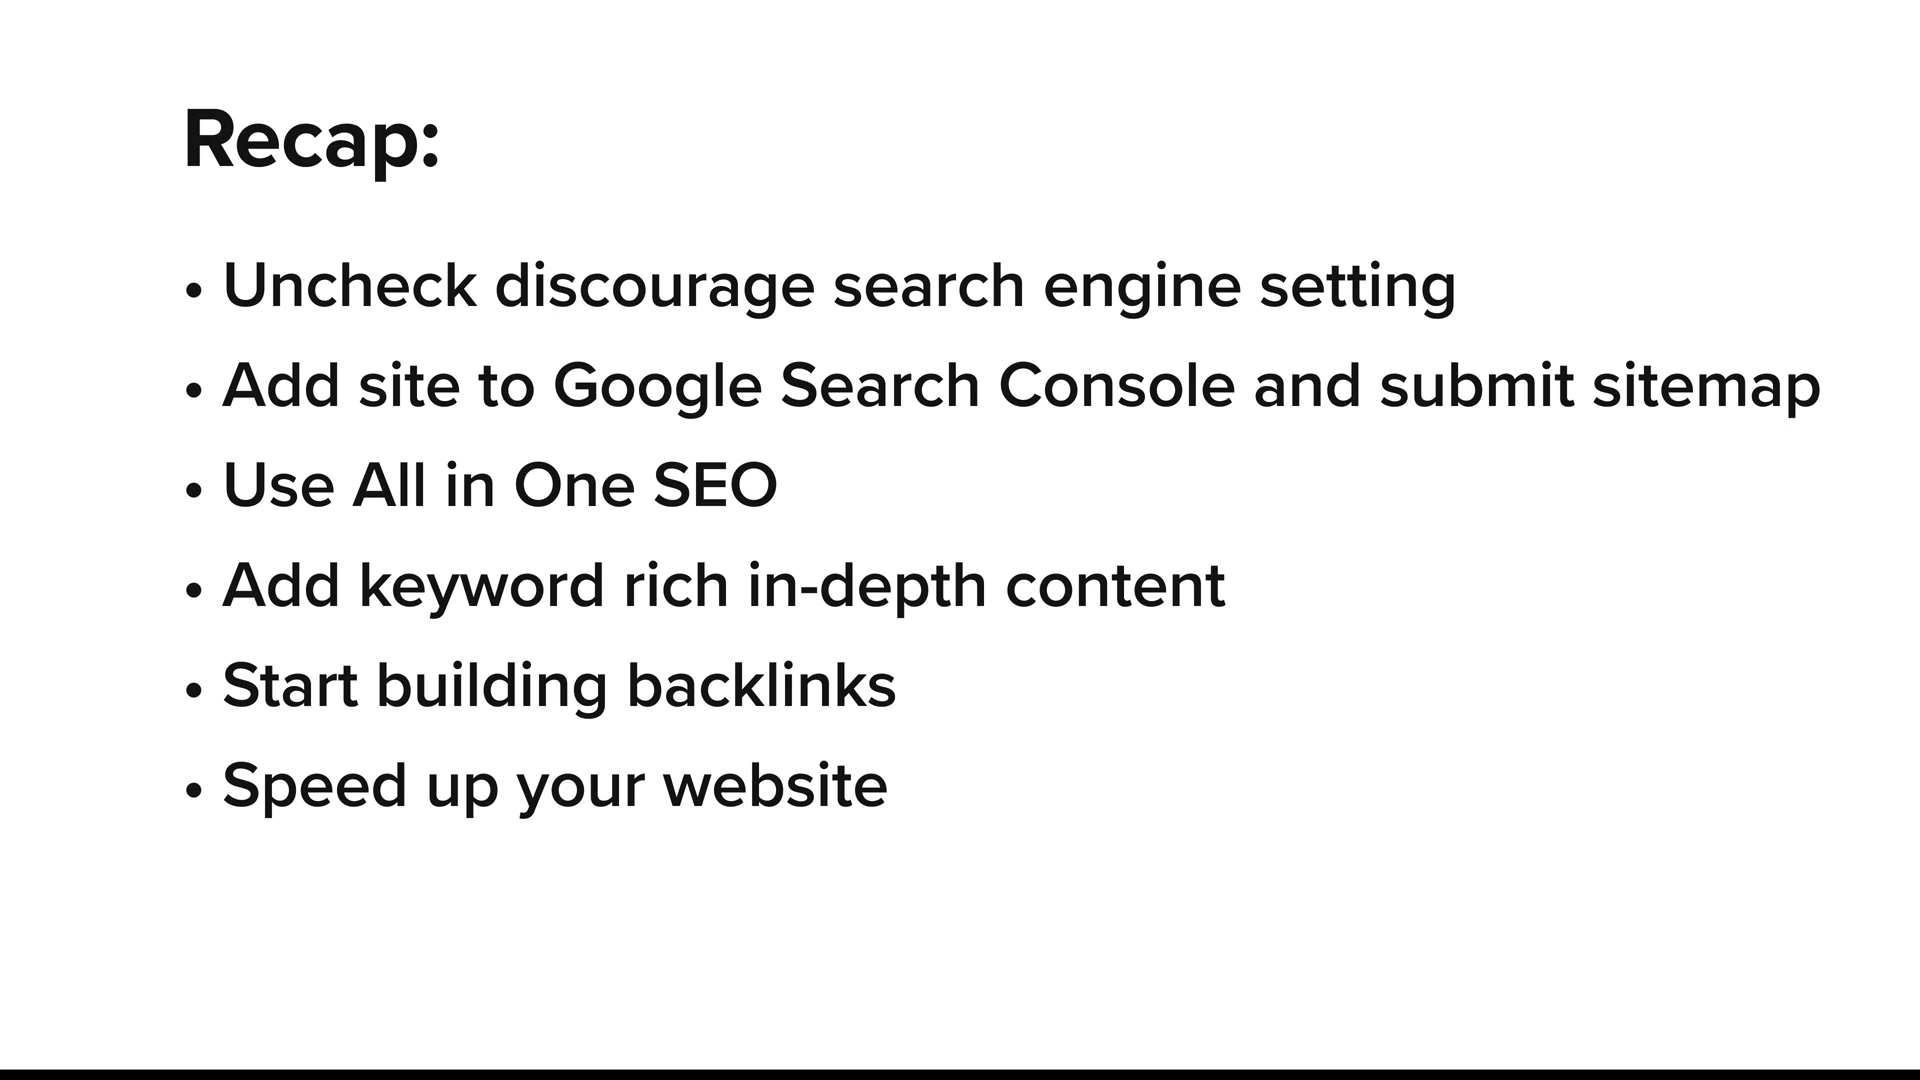 Recap:
• Uncheck discourage search engine setting
• Add site to Google Search Console and submit sitemap
• Use All in One SEO
• Add keyword rich in-depth content
• Start building backlinks
• Speed up your website